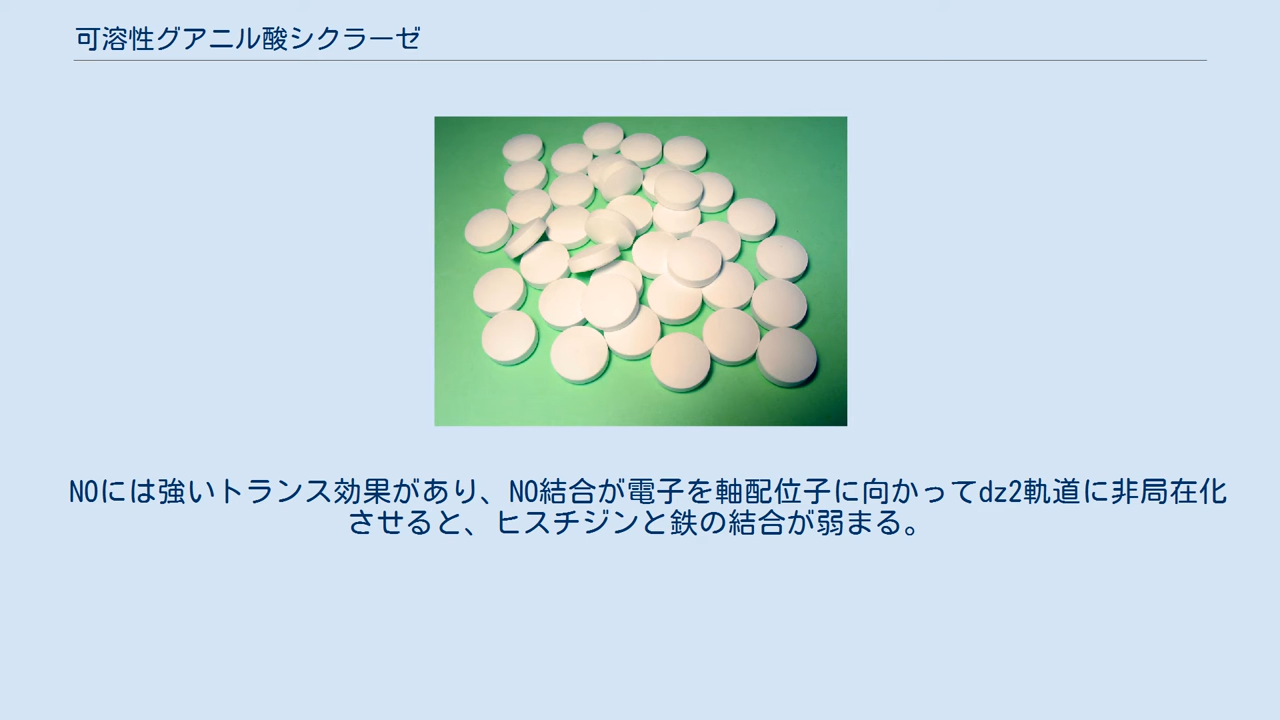 可溶性グアニル酸シクラーゼ
NOには強いトランス効果があり、NO結合が電子を軸配位子に向かってdz2軌道に非局在化
させると、ヒスチジンと鉄の結合が弱まる。